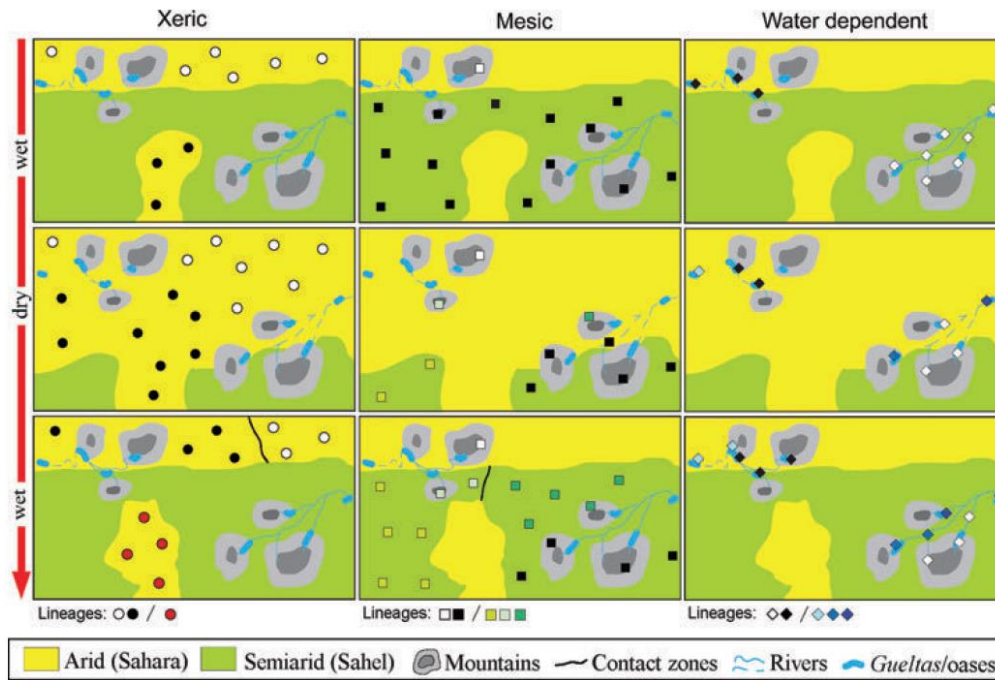 Xeric
Mesic
Water dependent
wet
dry
wet
Lineages: / 
Lineages: / 
Lineages: / 
Arid (Sahara)
Semiarid (Sahel)
Mountains
Contact zones
Rivers
Gueltas/oases